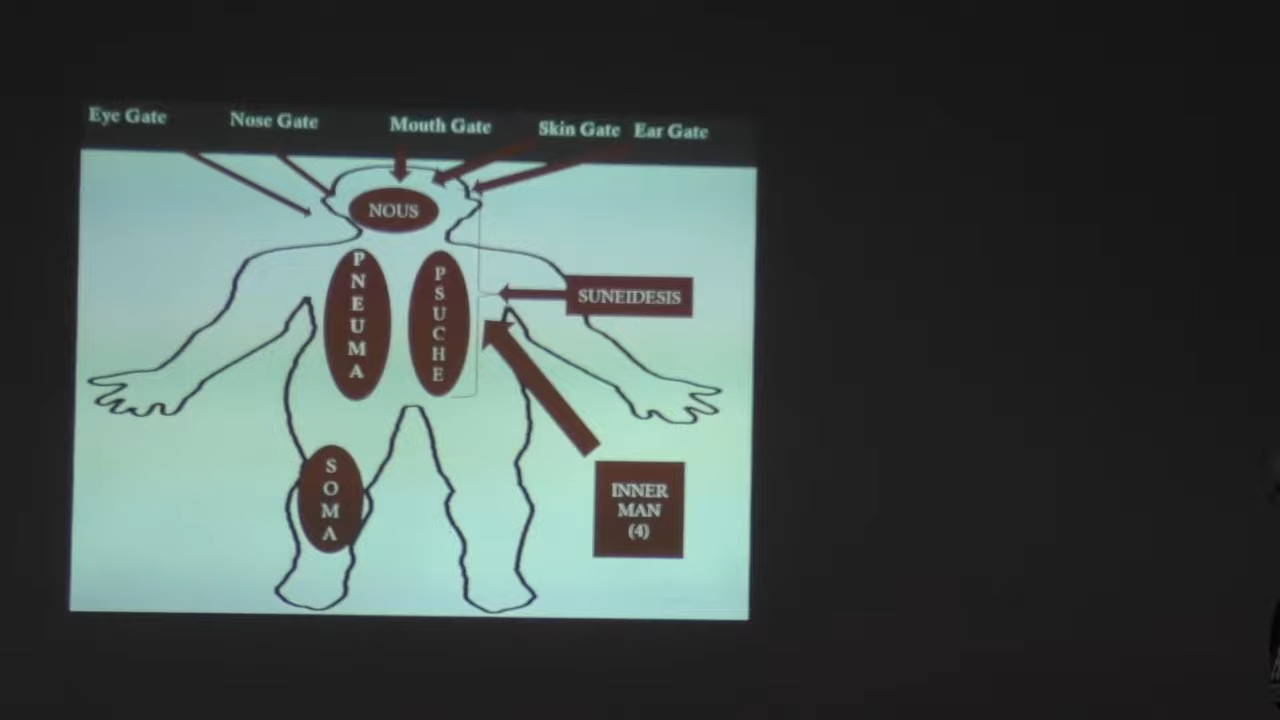 Eye Gate
Nose Gate
Mouth Gate
Skin Gate
Ear Gate
NOUS
PNEUMA
PSUCHE
SUNEIDESIS
SOMA
INNER
MAN
(4)